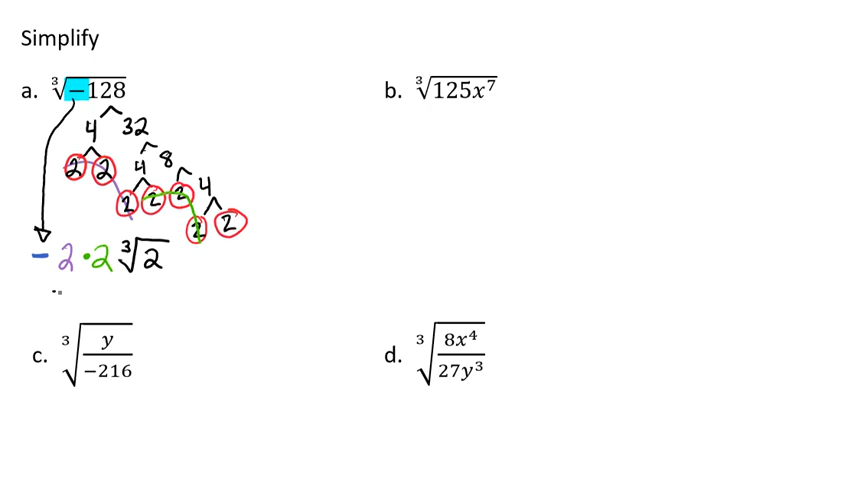 Simplify
a. ∛−128
4 32
2 2 4 8
2 2 2 4
2 2
− 2 · 2 ∛2
b. ∛125x⁷
c. ∛(y/−216)
d. ∛(8x⁴/27y³)